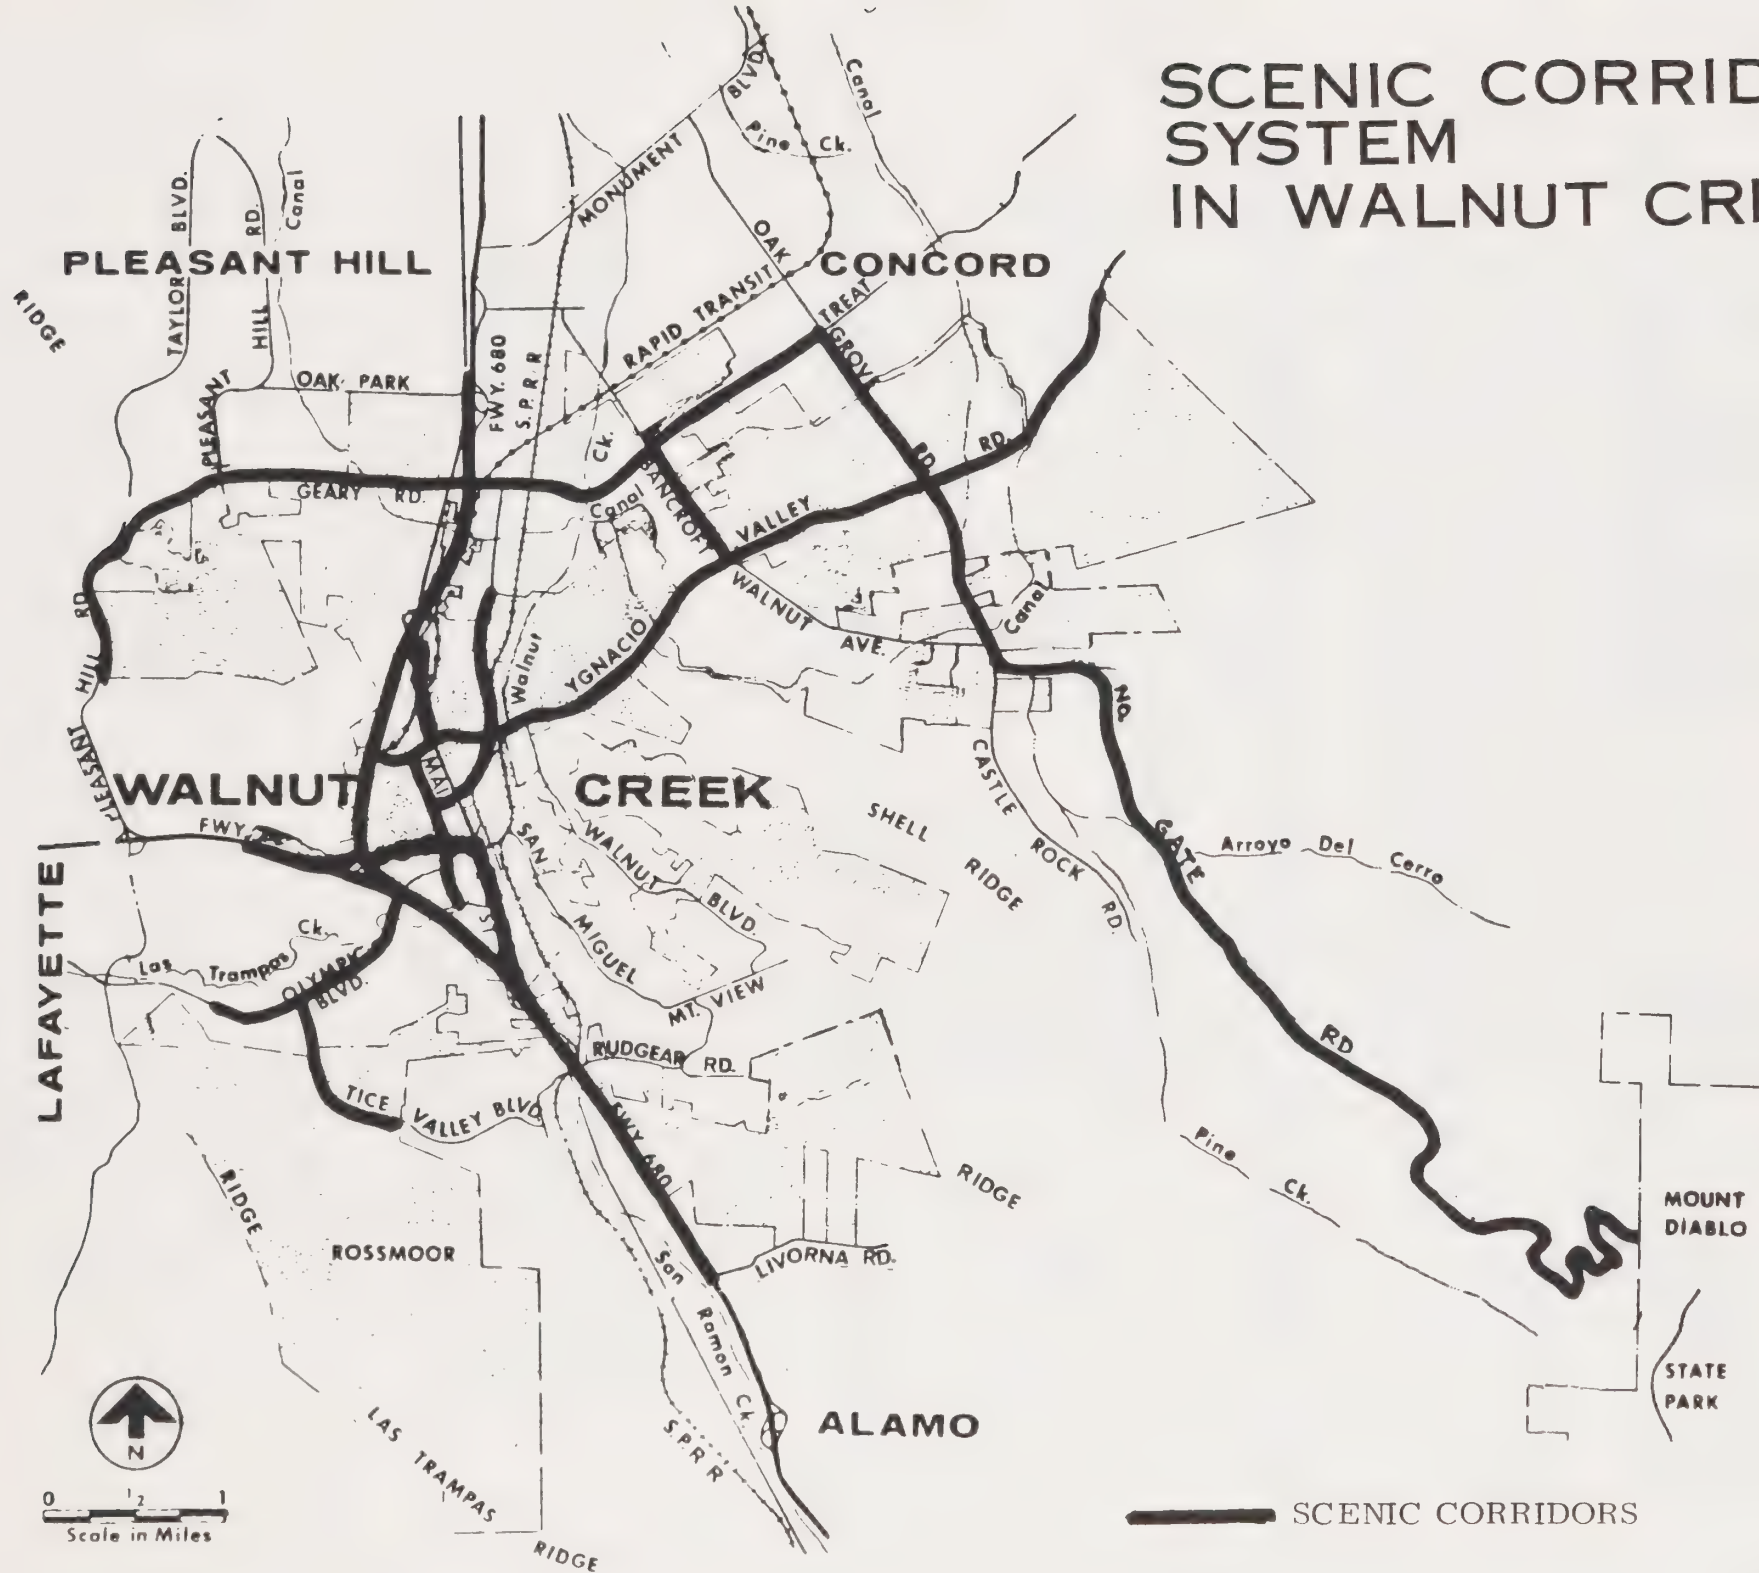 SCENIC CORRID
SYSTEM
IN WALNUT CRE
Canal
BLVD.
Pine Ck.
MONUMENT
TAYLOR BLVD.
HILL RD.
Canal
PLEASANT HILL
OAK
CONCORD
RIDGE
RAPID TRANSIT
TREAT
GROVE
FWY. 680
S.P.R.R
PLEASANT
OAK PARK
Ck.
RD.
RD.
GEARY RD.
Canal
BANCROFT
VALLEY
WALNUT
AVE.
Canal
RD.
HILL
PLEASANT
Walnut
YGNACIO
NO.
WALNUT CREEK
MAI
CASTLE
ROCK
RD.
SHELL
RIDGE
GATE
Arroyo Del Cerro
FWY.
SAN
MIGUEL
WALNUT
BLVD.
LAFAYETTE
Las Trampas Ck.
OLYMPIC
BLVD.
MT. VIEW
RUDGEAR RD.
RD
TICE VALLEY BLVD.
FWY 680
Pine Ck.
RIDGE
RIDGE
MOUNT
DIABLO
ROSSMOOR
LIVORNA RD.
San Ramon Ck.
STATE
PARK
N
LAS TRAMPAS
S.P.R R
ALAMO
0 1 2 1
Scale in Miles
RIDGE
SCENIC CORRIDORS